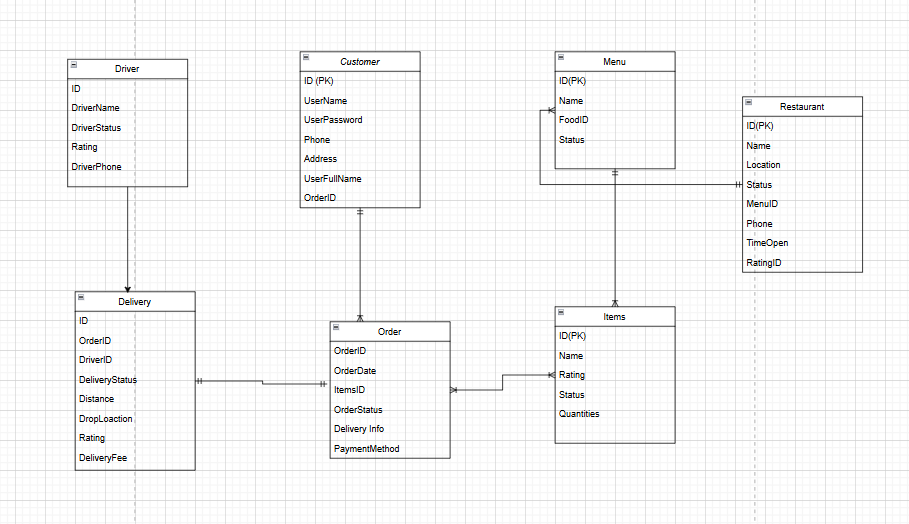 Driver
ID
DriverName
DriverStatus
Rating
DriverPhone
Customer
ID (PK)
UserName
UserPassword
Phone
Address
UserFullName
OrderID
Menu
ID(PK)
Name
FoodID
Status
Restaurant
ID(PK)
Name
Location
Status
MenuID
Phone
TimeOpen
RatingID
Delivery
ID
OrderID
DriverID
DeliveryStatus
Distance
DropLoaction
Rating
DeliveryFee
Order
OrderID
OrderDate
ItemsID
OrderStatus
Delivery Info
PaymentMethod
Items
ID(PK)
Name
Rating
Status
Quantities